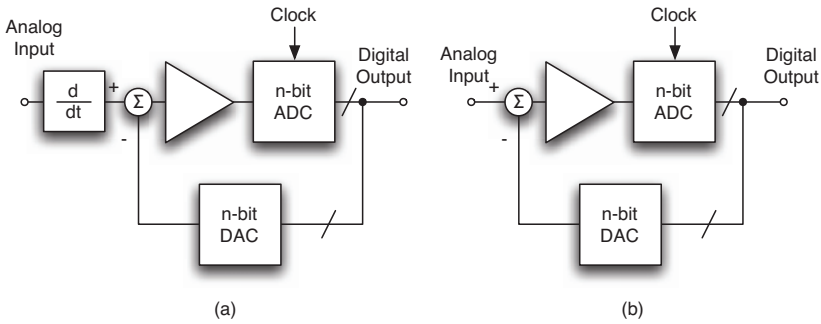 Clock
Analog
Input
d
dt
+
Σ
-
n-bit
ADC
Digital
Output
n-bit
DAC
(a)
Clock
Analog
Input
+
Σ
-
n-bit
ADC
Digital
Output
n-bit
DAC
(b)